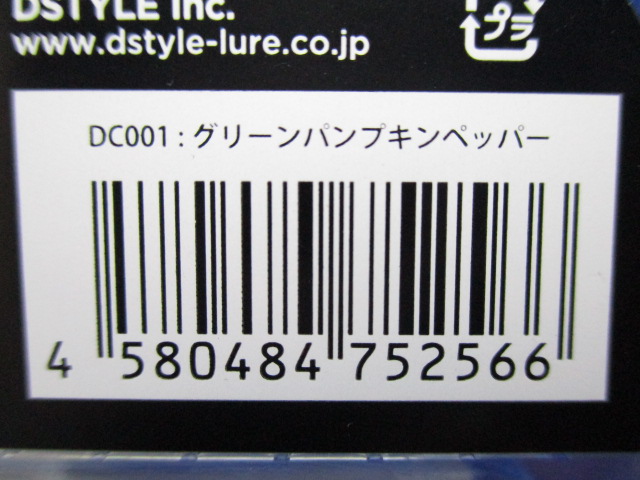 DSTYLE Inc.
www.dstyle-lure.co.jp
プラ
DC001 : グリーンパンプキンペッパー
4 580484 752566